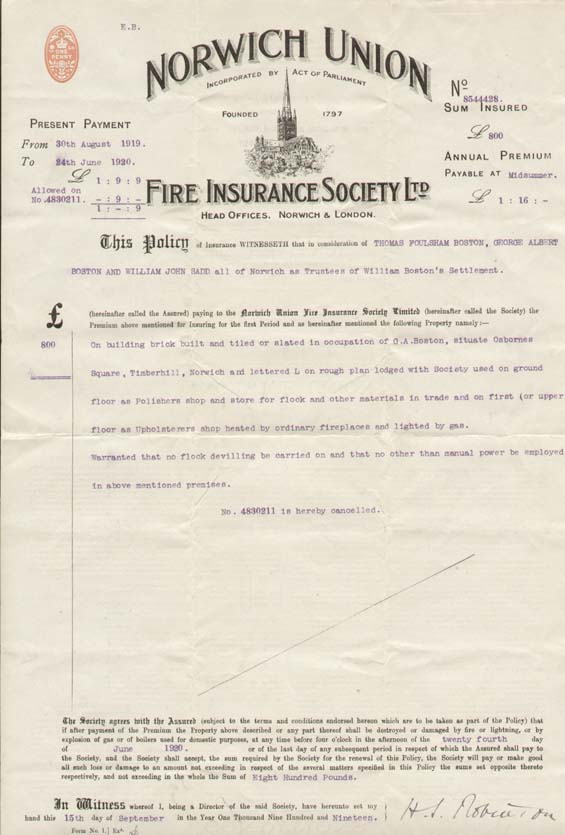 E.B.
ONE
PENNY
NORWICH UNION
INCORPORATED BY ACT OF PARLIAMENT
FOUNDED 1797
FIRE INSURANCE SOCIETY LTD
HEAD OFFICES, NORWICH & LONDON.
No
8544428.
SUM INSURED
£ 800
ANNUAL PREMIUM
PAYABLE AT Midsummer.
£ 1 : 16 : -
PRESENT PAYMENT
From 30th August 1919.
To 24th June 1920.
£ 1 : 9 : 9
Allowed on
No.4830211. - : 9 : -
1 : - : 9
This Policy of Insurance WITNESSETH that in consideration of THOMAS FOULSHAM BOSTON, GEORGE ALBERT
BOSTON AND WILLIAM JOHN SADD all of Norwich as Trustees of William Boston's Settlement.
£ (hereinafter called the Assured) paying to the Norwich Union Fire Insurance Society Limited (hereinafter called the Society) the
Premium above mentioned for Insuring for the first Period and as hereinafter mentioned the following Property namely:—
800 On building brick built and tiled or slated in occupation of G.A.Boston, situate Osbornes
Square, Timberhill, Norwich and lettered L on rough plan lodged with Society used on ground
floor as Polishers shop and store for flock and other materials in trade and on first (or upper
floor as Upholsterers shop heated by ordinary fireplaces and lighted by gas.
Warranted that no flock devilling be carried on and that no other than manual power be employed
in above mentioned premises.
No. 4830211 is hereby cancelled.
The Society agrees with the Assured (subject to the terms and conditions endorsed hereon which are to be taken as part of the Policy) that
if after payment of the Premium the Property above described or any part thereof shall be destroyed or damaged by fire or lightning, or by
explosion of gas or of boilers used for domestic purposes, at any time before four o'clock in the afternoon of the twenty fourth day
of June 1920. or of the last day of any subsequent period in respect of which the Assured shall pay to
the Society, and the Society shall accept, the sum required by the Society for the renewal of this Policy, the Society will pay or make good
all such loss or damage to an amount not exceeding in respect of the several matters specified in this Policy the sums set opposite thereto
respectively, and not exceeding in the whole the Sum of Eight Hundred Pounds.
In Witness whereof I, being a Director of the said Society, have hereunto set my
hand this 15th day of September in the Year One Thousand Nine Hundred and Nineteen.
Form No. 1.] Ex.